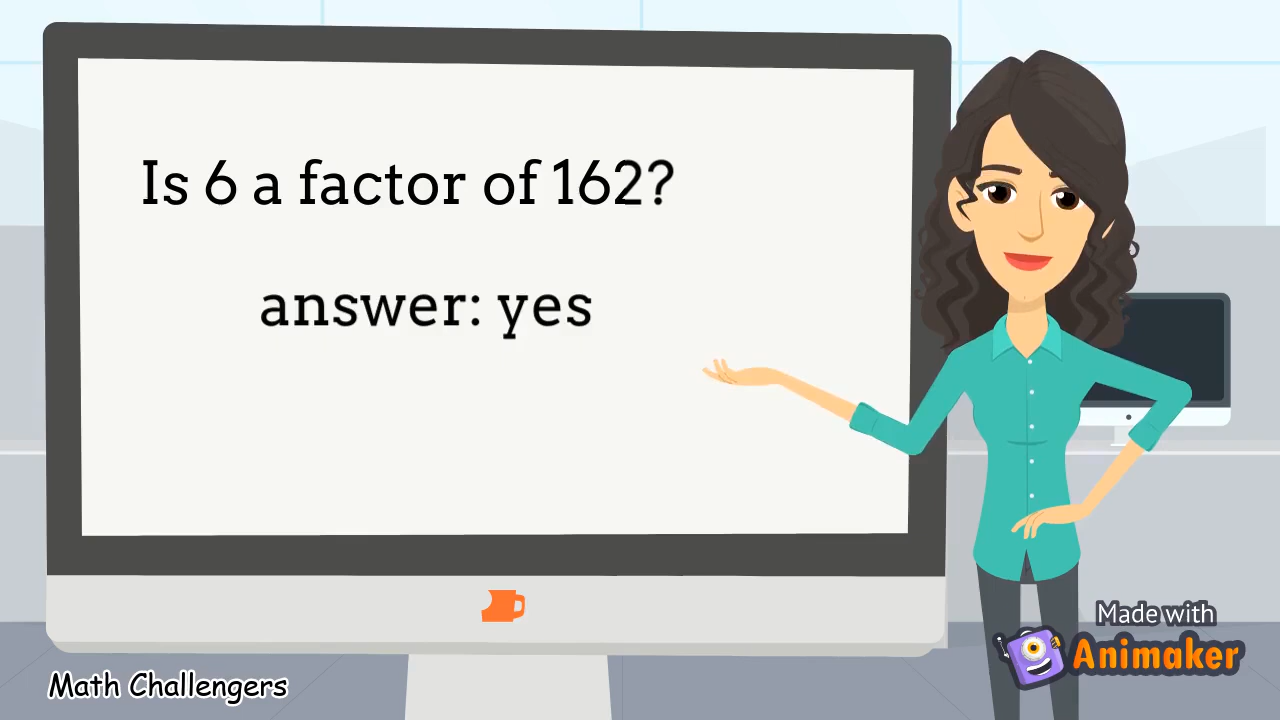 Is 6 a factor of 162?
answer: yes
Made with
Animaker
Math Challengers